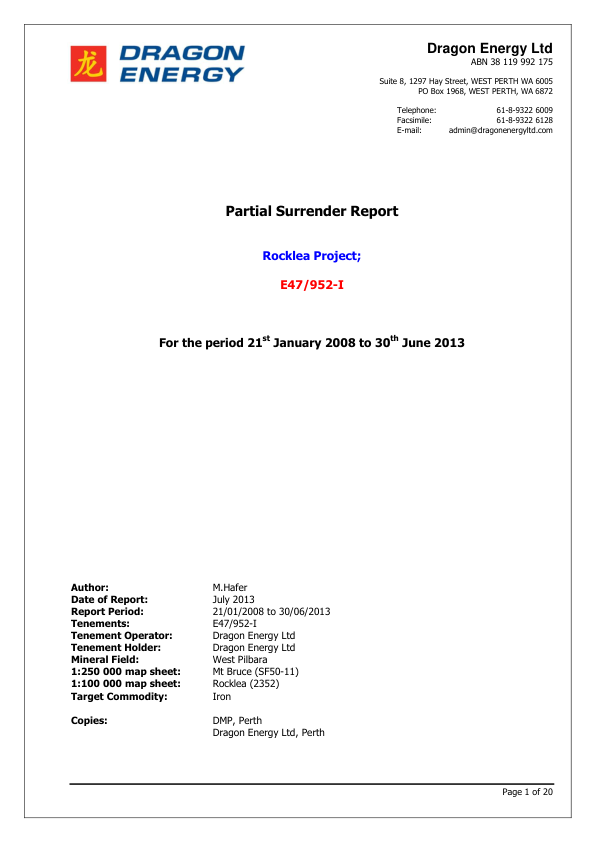 龙
DRAGON
ENERGY
Dragon Energy Ltd
ABN 38 119 992 175
Suite 8, 1297 Hay Street, WEST PERTH WA 6005
PO Box 1968, WEST PERTH, WA 6872
Telephone: 61-8-9322 6009
Facsimile: 61-8-9322 6128
E-mail: admin@dragonenergyltd.com
Partial Surrender Report
Rocklea Project;
E47/952-I
For the period 21st January 2008 to 30th June 2013
Author: M.Hafer
Date of Report: July 2013
Report Period: 21/01/2008 to 30/06/2013
Tenements: E47/952-I
Tenement Operator: Dragon Energy Ltd
Tenement Holder: Dragon Energy Ltd
Mineral Field: West Pilbara
1:250 000 map sheet: Mt Bruce (SF50-11)
1:100 000 map sheet: Rocklea (2352)
Target Commodity: Iron
Copies: DMP, Perth
Dragon Energy Ltd, Perth
Page 1 of 20